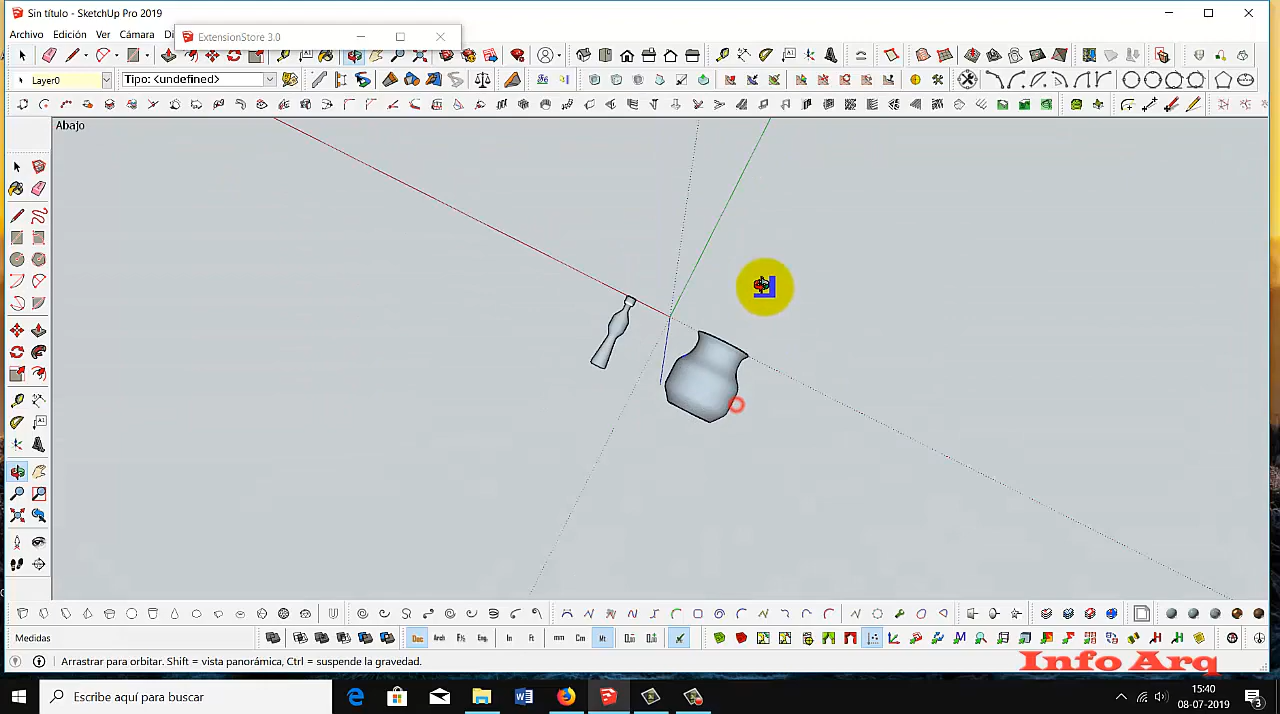 Sin título - SketchUp Pro 2019
ExtensionStore 3.0
Archivo Edición Ver Cámara Di
Layer0
Tipo: <undefined>
Abajo
Medidas
Arrastrar para orbitar. Shift = vista panorámica, Ctrl = suspende la gravedad.
Info Arq
Escribe aquí para buscar
15:40
08-07-2019
3